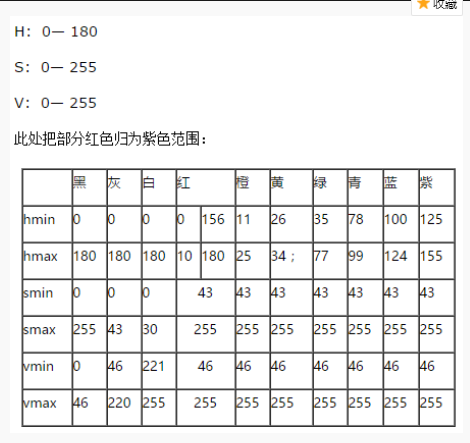 收藏
H：0— 180
S：0— 255
V：0— 255
此处把部分红色归为紫色范围：
黑 灰 白 红 橙 黄 绿 青 蓝 紫
hmin 0 0 0 0 156 11 26 35 78 100 125
hmax 180 180 180 10 180 25 34； 77 99 124 155
smin 0 0 0 43 43 43 43 43 43 43
smax 255 43 30 255 255 255 255 255 255 255
vmin 0 46 221 46 46 46 46 46 46 46
vmax 46 220 255 255 255 255 255 255 255 255